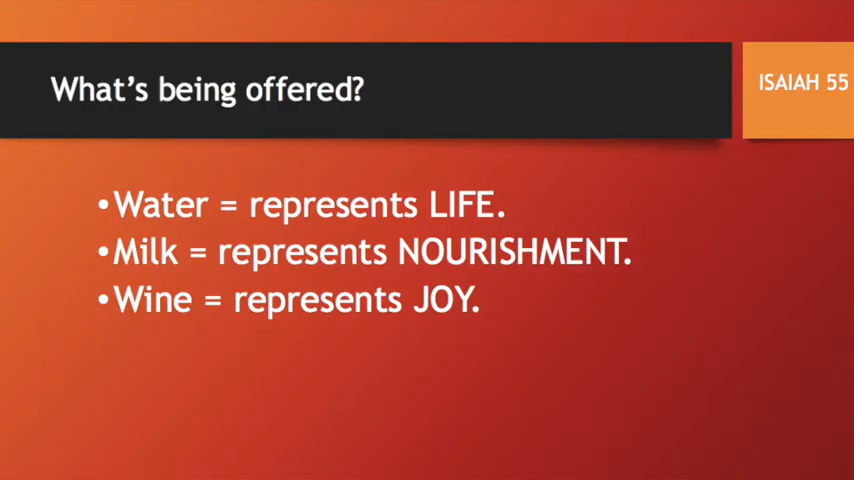 What's being offered?
ISAIAH 55
•Water = represents LIFE.
•Milk = represents NOURISHMENT.
•Wine = represents JOY.